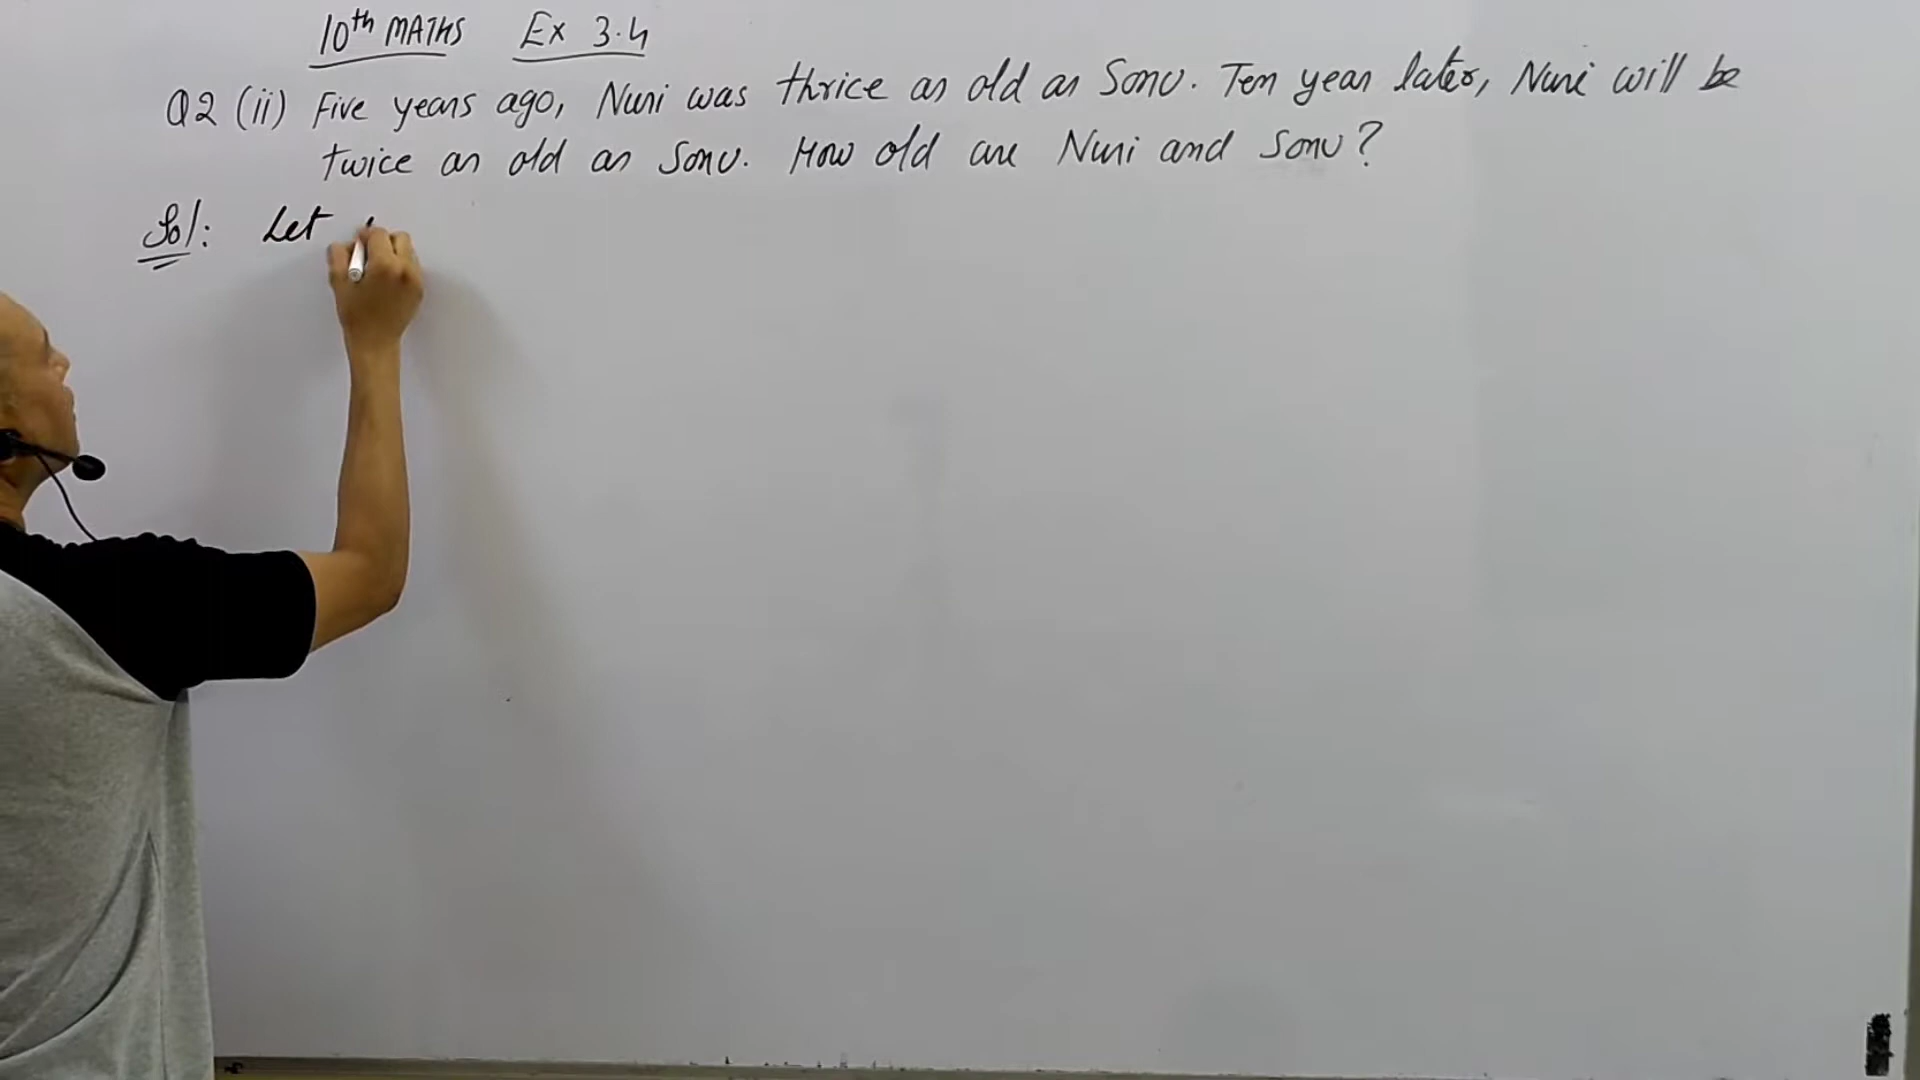 10th MATHS Ex 3.4
Q2 (ii) Five years ago, Nuri was thrice as old as Sonu. Ten year later, Nuri will be
twice as old as Sonu. How old are Nuri and Sonu?
Sol: Let